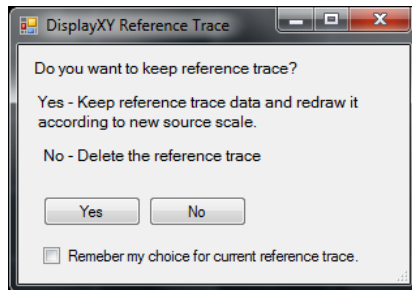 DisplayXY Reference Trace
Do you want to keep reference trace?
Yes - Keep reference trace data and redraw it
according to new source scale.
No - Delete the reference trace
Yes No
Remeber my choice for current reference trace.